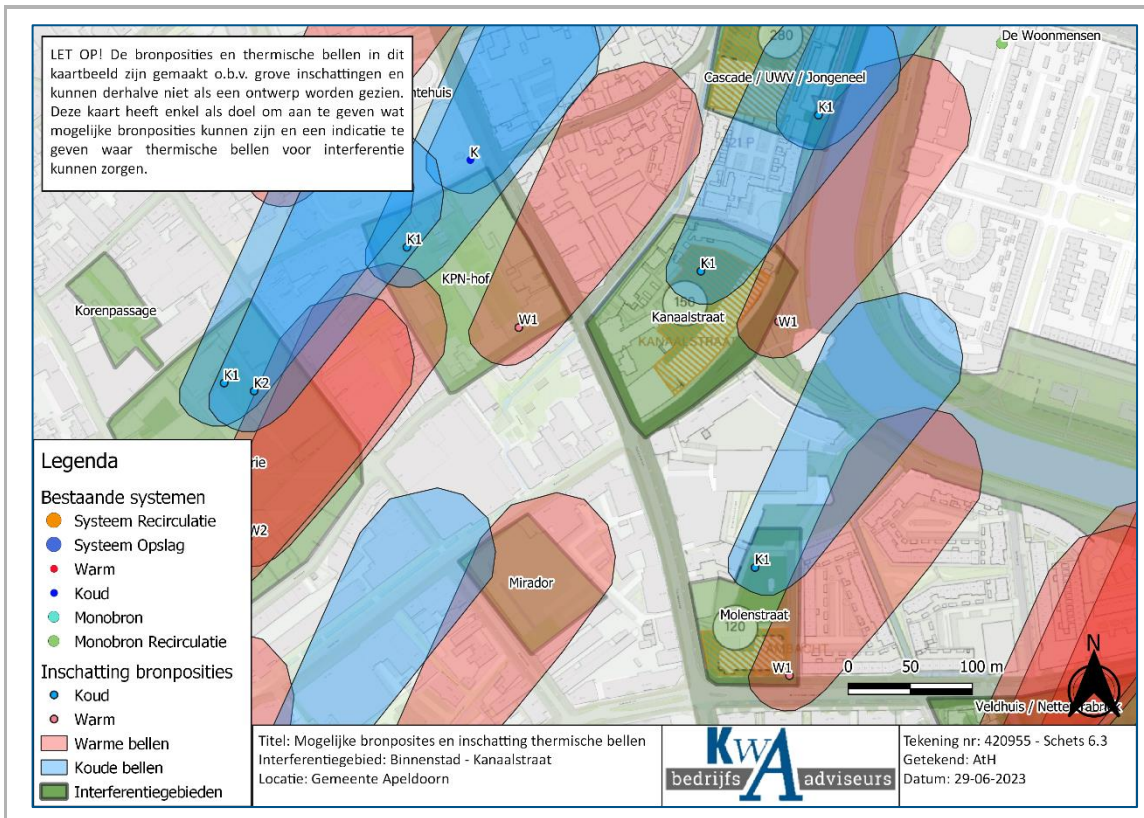 LET OP! De bronposities en thermische bellen in dit
kaartbeeld zijn gemaakt o.b.v. grove inschattingen en
kunnen derhalve niet als een ontwerp worden gezien.
Deze kaart heeft enkel als doel om aan te geven wat
mogelijke bronposities kunnen zijn en een indicatie te
geven waar thermische bellen voor interferentie
kunnen zorgen.
ntehuis
280
Cascade / UWV / Jongeneel
De Woonmensen
K1
K
K1
KPN-hof
K1
Korenpassage
150
Kanaalstraat
KANAALSTRAAT
W1
W1
K1
K2
rie
W2
Mirador
K1
Molenstraat
120
W1
0 50 100 m
N
Legenda
Bestaande systemen
Systeem Recirculatie
Systeem Opslag
Warm
Koud
Monobron
Monobron Recirculatie
Inschatting bronposities
Koud
Warm
Warme bellen
Koude bellen
Interferentiegebieden
Titel: Mogelijke bronposites en inschatting thermische bellen
Interferentiegebied: Binnenstad - Kanaalstraat
Locatie: Gemeente Apeldoorn
KWA
bedrijfs adviseurs
Tekening nr: 420955 - Schets 6.3
Getekend: AtH
Datum: 29-06-2023